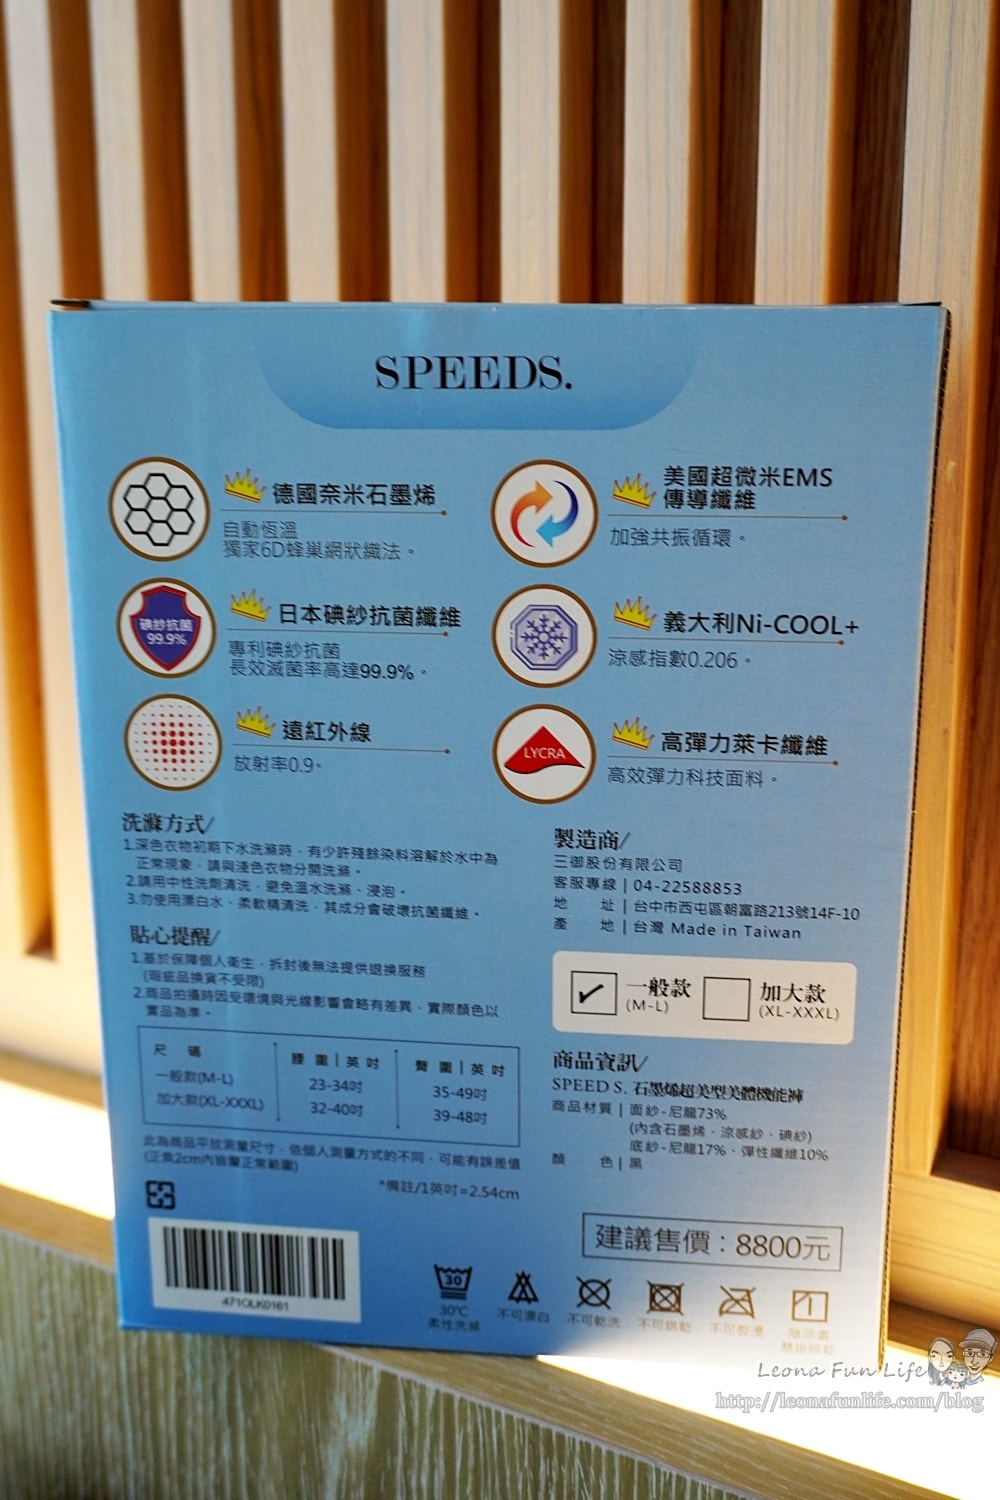 SPEEDS.
德國奈米石墨烯
自動恆溫
獨家6D蜂巢網狀織法。
碘紗抗菌
99.9%
日本碘紗抗菌纖維
專利碘紗抗菌
長效滅菌率高達99.9%。
遠紅外線
放射率0.9。
美國超微米EMS
傳導纖維
加強共振循環。
義大利Ni-COOL+
涼感指數0.206。
LYCRA
高彈力萊卡纖維
高效彈力科技面料。
洗滌方式/
1.深色衣物初期下水洗滌時，有少許殘餘染料溶解於水中為
正常現象，請與淺色衣物分開洗滌。
2.請用中性洗劑清洗，避免溫水洗滌、浸泡。
3.勿使用漂白水、柔軟精清洗，其成分會破壞抗菌纖維。
貼心提醒/
1.基於保障個人衛生，拆封後無法提供退換服務
(瑕疵品換貨不受限)
2.商品拍攝時因受環境與光線影響會略有差異，實際顏色以
實品為準。
尺 碼 腰 圍 | 英 吋 臀 圍 | 英 吋
一般款(M-L) 23-34吋 35-49吋
加大款(XL-XXXL) 32-40吋 39-48吋
此為商品平放測量尺寸，依個人測量方式的不同，可能有誤差值
(正負2cm內皆屬正常範圍)
*備註/1英吋=2.54cm
471OLK0161
製造商/
三御股份有限公司
客服專線 | 04-22588853
地 址 | 台中市西屯區朝富路213號14F-10
產 地 | 台灣 Made in Taiwan
✓ 一般款 (M-L)
加大款 (XL-XXXL)
商品資訊/
SPEED S. 石墨烯超美型美體機能褲
商品材質 | 面紗-尼龍73%
(內含石墨烯、涼感紗、碘紗)
底紗-尼龍17%、彈性纖維10%
顏 色 | 黑
建議售價：8800元
30
30°C
柔性洗滌
不可漂白
不可乾洗
不可烘乾
不可熨燙
陰涼處
懸掛晾乾
Leona Fun Life
http://leonafunlife.com/blog